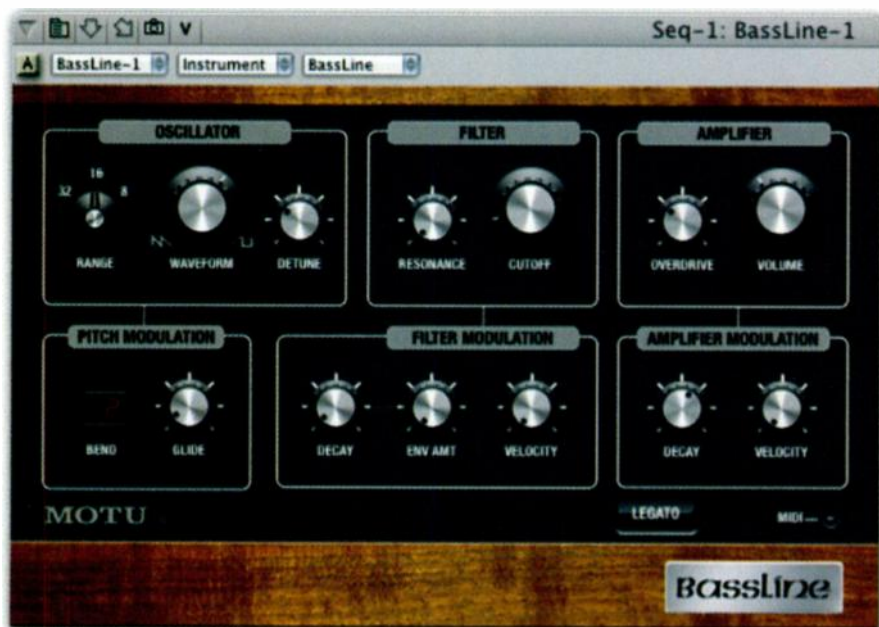 Seq-1: BassLine-1
A BassLine-1 Instrument BassLine
OSCILLATOR FILTER AMPLIFIER
32 16 8
RANGE WAVEFORM DETUNE RESONANCE CUTOFF OVERDRIVE VOLUME
PITCH MODULATION FILTER MODULATION AMPLIFIER MODULATION
BEND GLIDE DECAY ENV AMT VELOCITY DECAY VELOCITY
MOTU LEGATO MIDI
BassLine